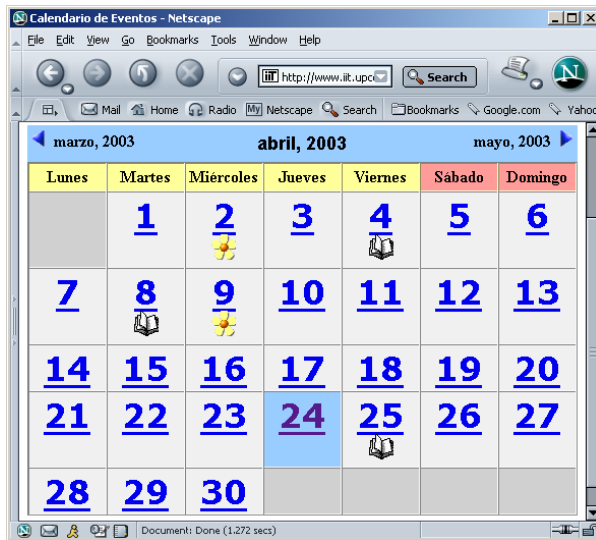 Calendario de Eventos - Netscape
File Edit View Go Bookmarks Tools Window Help
http://www.iit.upc Search
Mail Home Radio My Netscape Search Bookmarks Google.com Yahoo
marzo, 2003 abril, 2003 mayo, 2003
Lunes Martes Miércoles Jueves Viernes Sábado Domingo
1 2 3 4 5 6
7 8 9 10 11 12 13
14 15 16 17 18 19 20
21 22 23 24 25 26 27
28 29 30
Document: Done (1.272 secs)